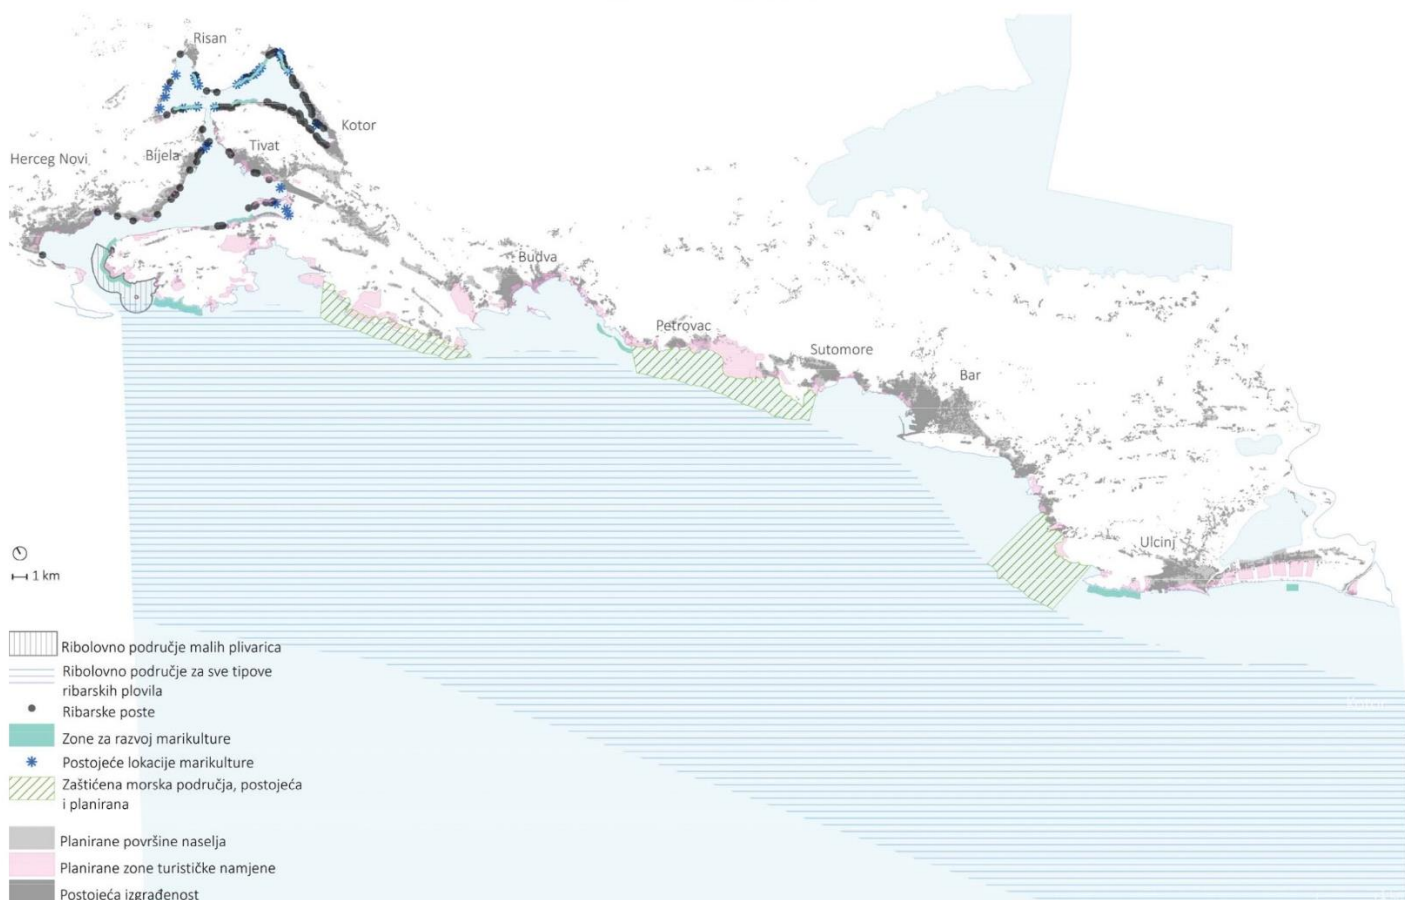 Risan
Kotor
Herceg Novi
Bijela
Tivat
Budva
Petrovac
Sutomore
Bar
Ulcinj
1 km
Ribolovno područje malih plivarica
Ribolovno područje za sve tipove
ribarskih plovila
Ribarske poste
Zone za razvoj marikulture
Postojeće lokacije marikulture
Zaštićena morska područja, postojeća
i planirana
Planirane površine naselja
Planirane zone turističke namjene
Postojeća izgrađenost